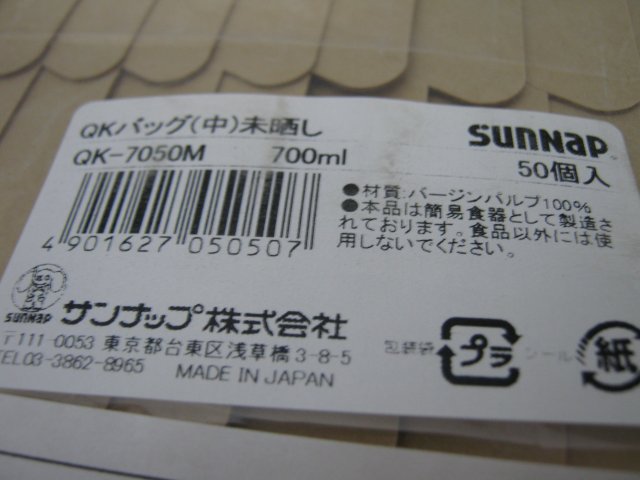 QKバッグ(中)未晒し
SUNNAP
QK-7050M 700ml
50個入
●材質:バージンパルプ100%
●本品は簡易食器として製造さ
れております。食品以外には使
用しないでください。
4 901627 050507
SUNNAP
サンナップ株式会社
〒111-0053 東京都台東区浅草橋3-8-5
TEL03-3862-8965 MADE IN JAPAN
包装袋 プラ シール 紙